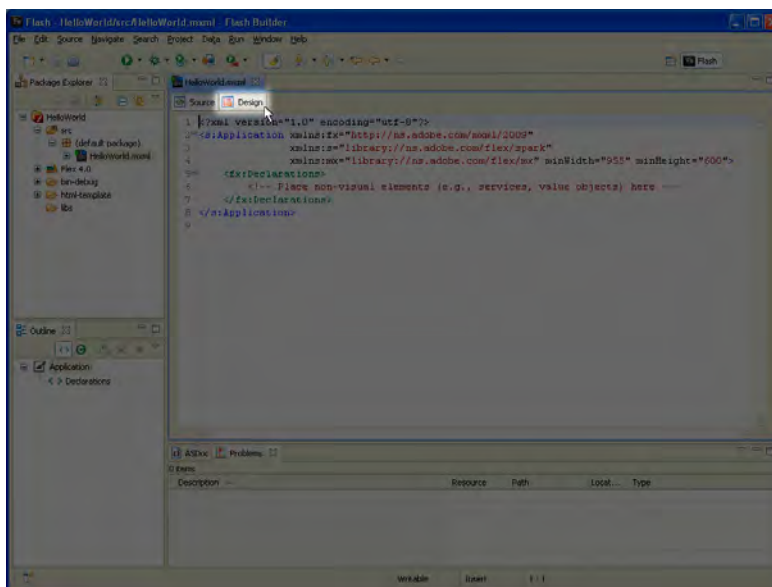 Flash - HelloWorld/src/HelloWorld.mxml - Flash Builder
File Edit Source Navigate Search Project Data Run Window Help
Flash
Package Explorer
HelloWorld.mxml
Source Design
HelloWorld
src
(default package)
HelloWorld.mxml
Flex 4.0
bin-debug
html-template
libs
1 <?xml version="1.0" encoding="utf-8"?>
2 <s:Application xmlns:fx="http://ns.adobe.com/mxml/2009"
3 xmlns:s="library://ns.adobe.com/flex/spark"
4 xmlns:mx="library://ns.adobe.com/flex/mx" minWidth="955" minHeight="600">
5 <fx:Declarations>
6 <!-- Place non-visual elements (e.g., services, value objects) here -->
7 </fx:Declarations>
8 </s:Application>
9
Outline
Application
< > Declarations
ASDoc Problems
0 items
Description Resource Path Locat... Type
Writable Insert 1 : 1